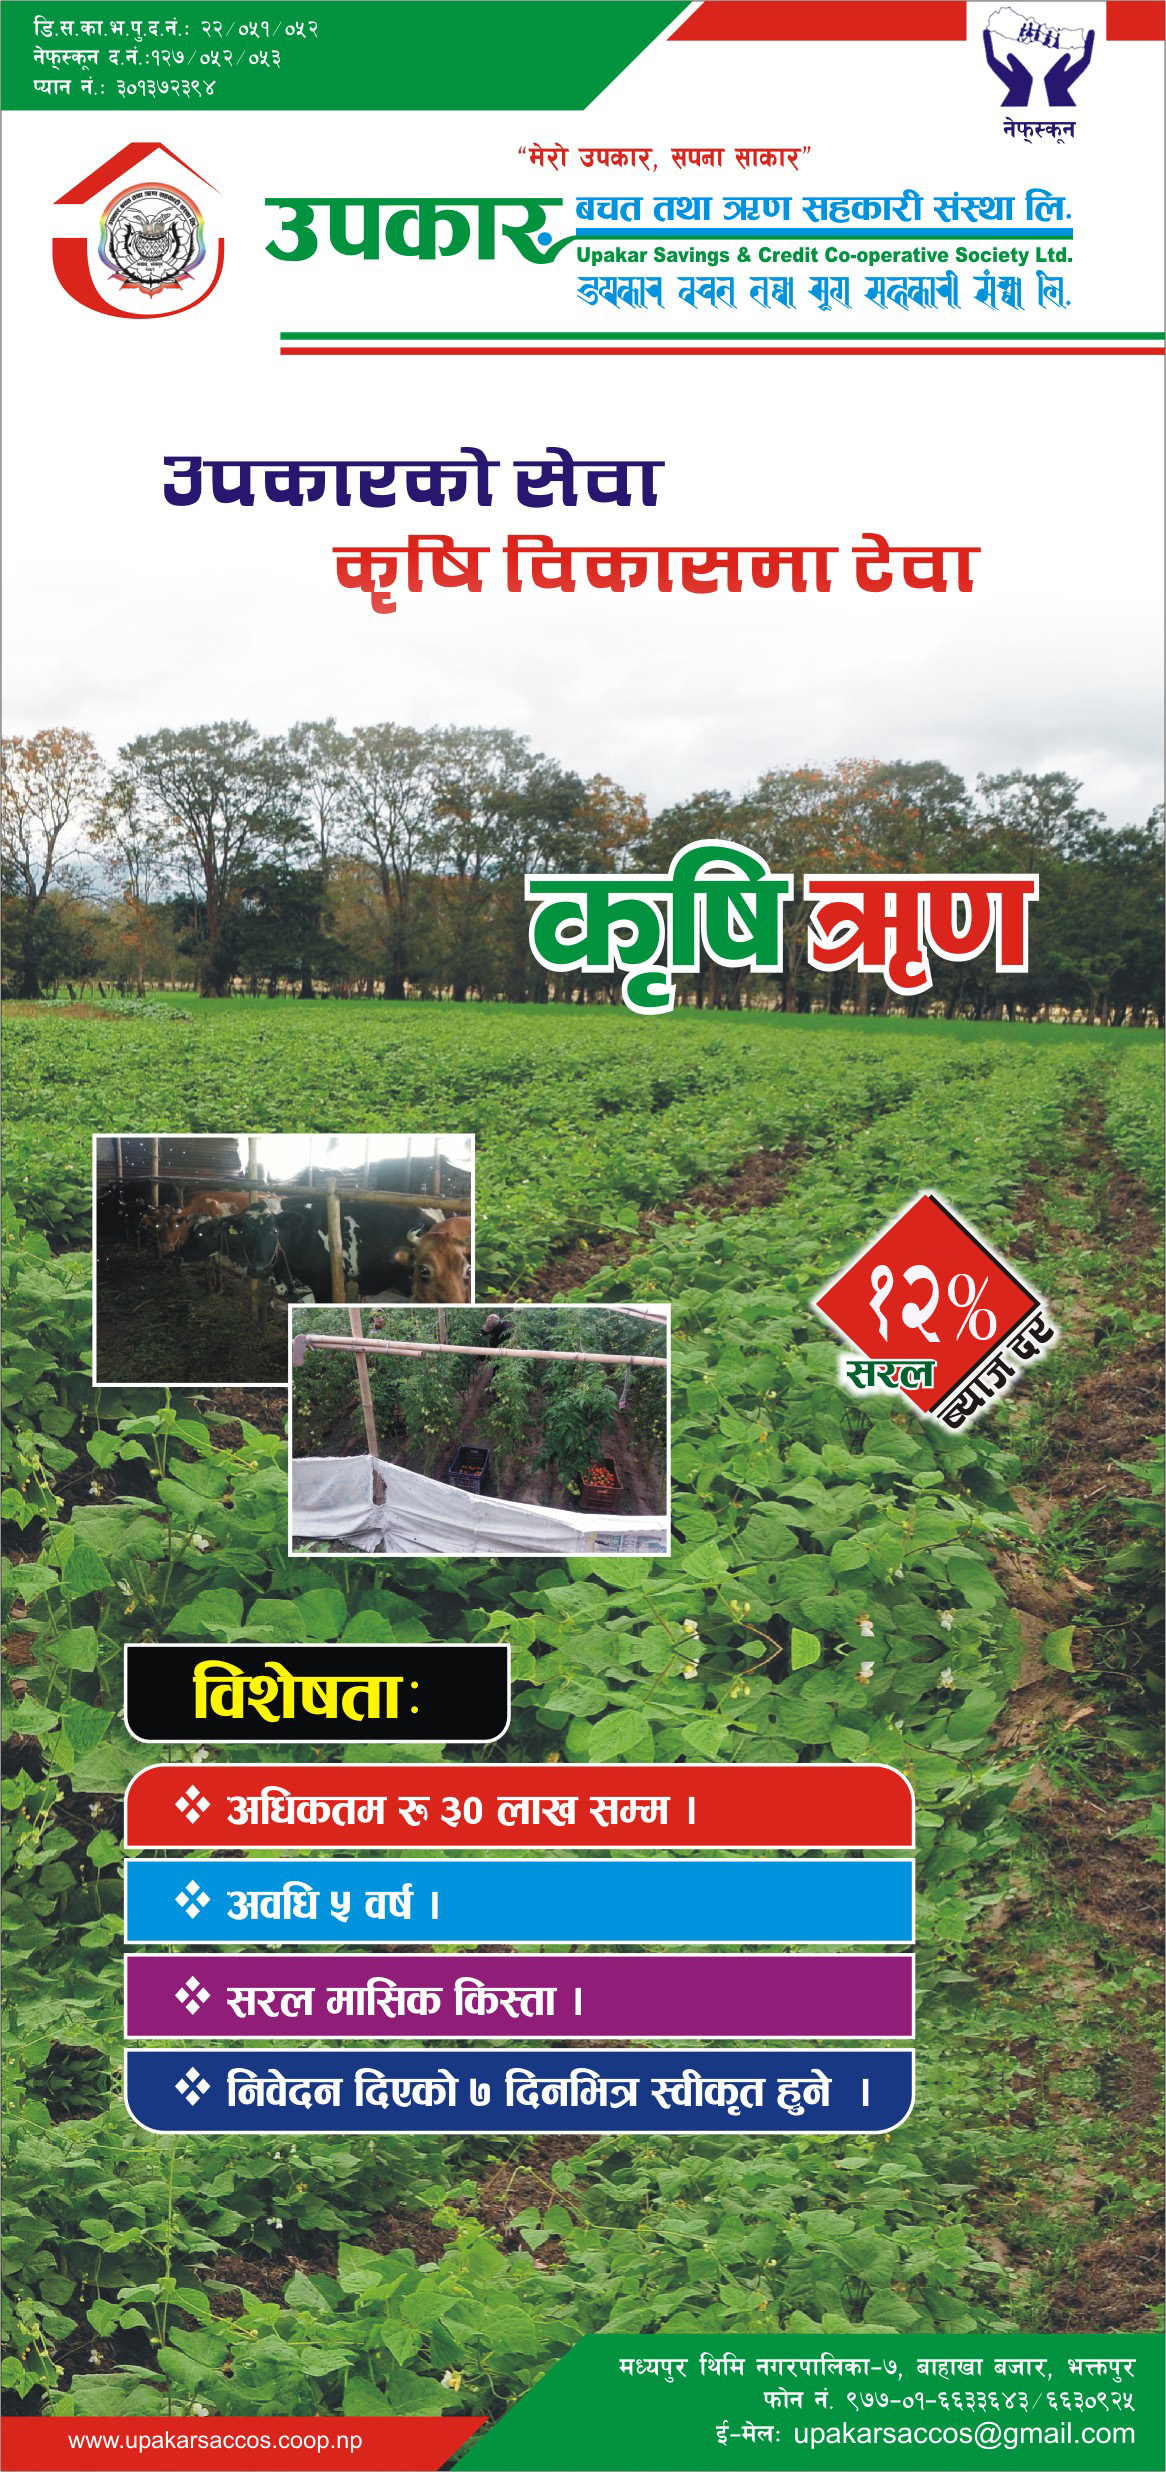 डि.स.का.भ.पु.द.नं.: २२/०५१/०५२
नेफ्स्कून द.नं.:१२७/०५२/०५३
प्यान नं.: ३०१३७२३९४
नेफ्स्कून
“मेरो उपकार, सपना साकार”
उपकार बचत तथा ऋण सहकारी संस्था लि.
Upakar Savings & Credit Co-operative Society Ltd.
उपकारको सेवा
कृषि विकासमा टेवा
कृषि ऋण
१२%
सरल
ब्याज दर
विशेषता:
❖ अधिकतम रु ३० लाख सम्म ।
❖ अवधि ५ वर्ष ।
❖ सरल मासिक किस्ता ।
❖ निवेदन दिएको ७ दिनभित्र स्वीकृत हुने ।
मध्यपुर थिमि नगरपालिका-७, बाहाखा बजार, भक्तपुर
फोन नं. ९७७-०१-६६३३६४३/६६३०९२५
ई-मेल: upakarsaccos@gmail.com
www.upakarsaccos.coop.np